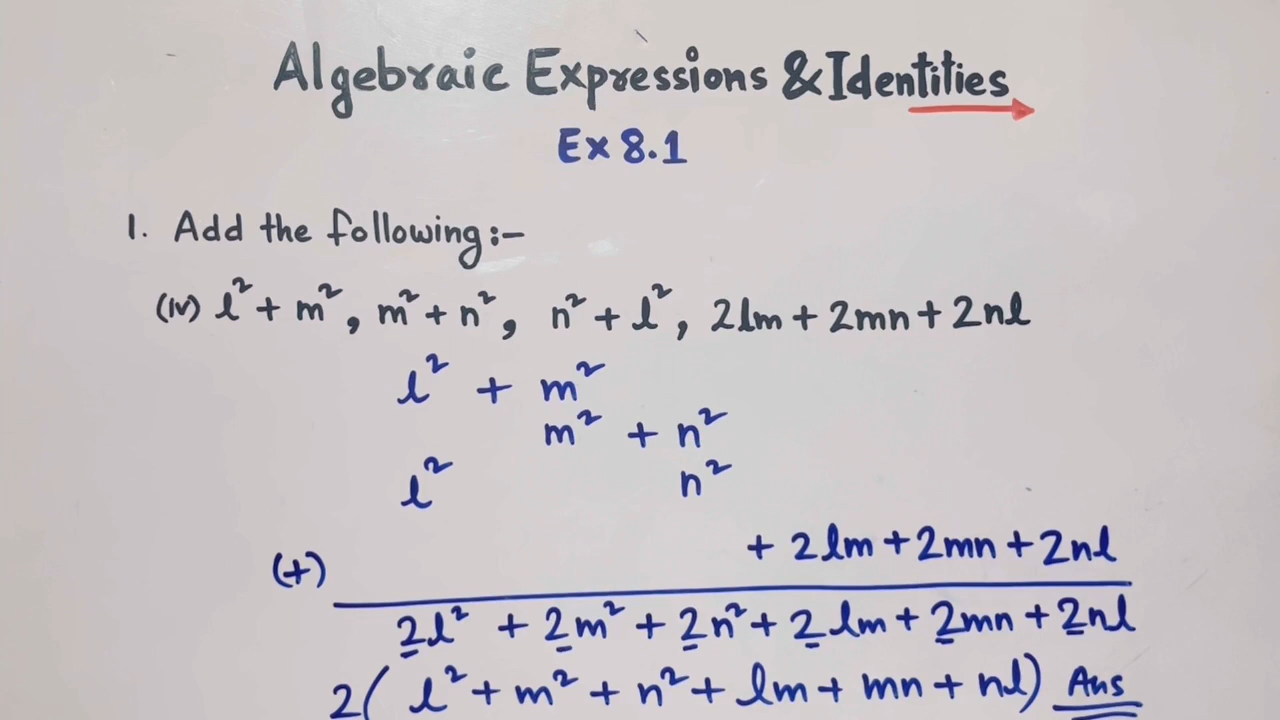 Algebraic Expressions & Identities
Ex 8.1
1. Add the following:-
(iv) l² + m², m² + n², n² + l², 2lm + 2mn + 2nl
l² + m²
m² + n²
l² n²
+ 2lm + 2mn + 2nl
(+)
2l² + 2m² + 2n² + 2lm + 2mn + 2nl
2(l² + m² + n² + lm + mn + nl) Ans